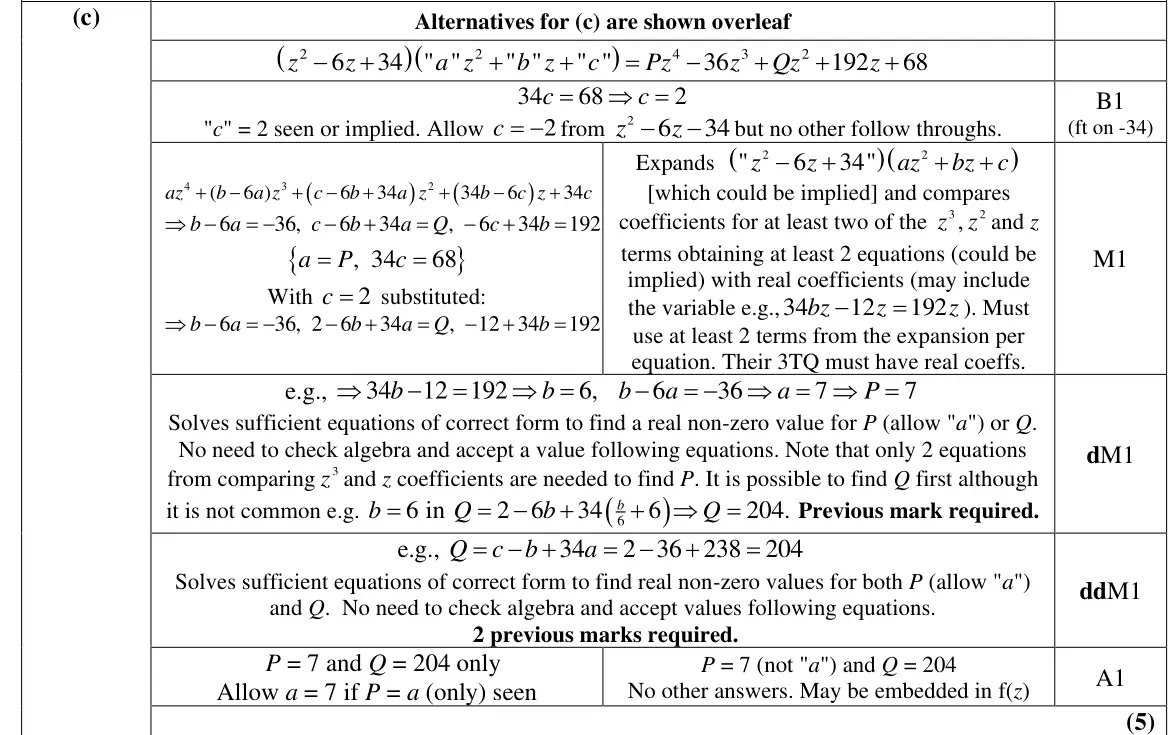 (c)
Alternatives for (c) are shown overleaf
(z² − 6z + 34)("a"z² + "b"z + "c") = Pz⁴ − 36z³ + Qz² + 192z + 68
34c = 68 ⇒ c = 2
"c" = 2 seen or implied. Allow c = −2 from z² − 6z − 34 but no other follow throughs.
B1
(ft on -34)
az⁴ + (b − 6a)z³ + (c − 6b + 34a)z² + (34b − 6c)z + 34c
⇒ b − 6a = −36, c − 6b + 34a = Q, −6c + 34b = 192
{a = P, 34c = 68}
With c = 2 substituted:
⇒ b − 6a = −36, 2 − 6b + 34a = Q, −12 + 34b = 192
Expands ("z² − 6z + 34")(az² + bz + c)
[which could be implied] and compares
coefficients for at least two of the z³, z² and z
terms obtaining at least 2 equations (could be
implied) with real coefficients (may include
the variable e.g., 34bz − 12z = 192z). Must
use at least 2 terms from the expansion per
equation. Their 3TQ must have real coeffs.
M1
e.g., ⇒ 34b − 12 = 192 ⇒ b = 6, b − 6a = −36 ⇒ a = 7 ⇒ P = 7
Solves sufficient equations of correct form to find a real non-zero value for P (allow "a") or Q.
No need to check algebra and accept a value following equations. Note that only 2 equations
from comparing z³ and z coefficients are needed to find P. It is possible to find Q first although
it is not common e.g. b = 6 in Q = 2 − 6b + 34(b/6 + 6) ⇒ Q = 204. Previous mark required.
dM1
e.g., Q = c − b + 34a = 2 − 36 + 238 = 204
Solves sufficient equations of correct form to find real non-zero values for both P (allow "a")
and Q. No need to check algebra and accept values following equations.
2 previous marks required.
ddM1
P = 7 and Q = 204 only
Allow a = 7 if P = a (only) seen
P = 7 (not "a") and Q = 204
No other answers. May be embedded in f(z)
A1
(5)